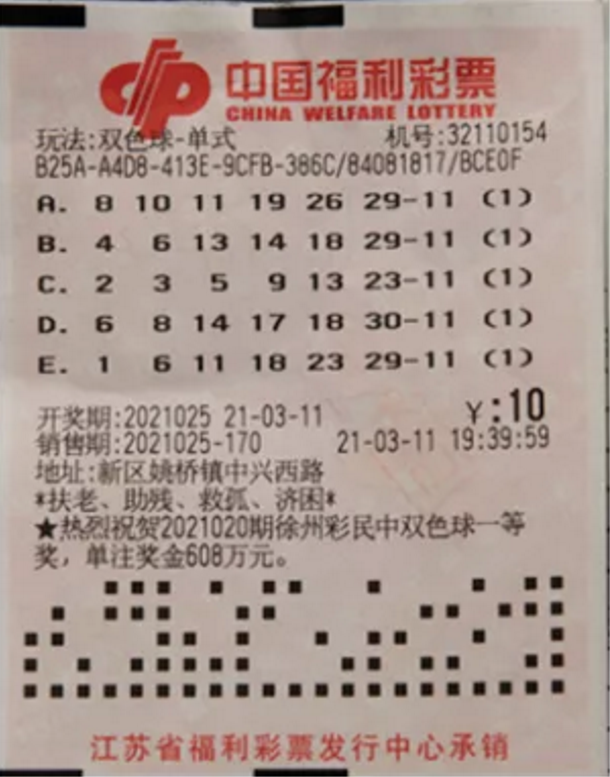 中国福利彩票
CHINA WELFARE LOTTERY
玩法:双色球-单式 机号:32110154
B25A-A4D8-413E-9CFB-386C/84081817/BCE0F
A. 8 10 11 19 26 29-11 (1)
B. 4 6 13 14 18 29-11 (1)
C. 2 3 5 9 13 23-11 (1)
D. 6 8 14 17 18 30-11 (1)
E. 1 6 11 18 23 29-11 (1)
开奖期:2021025 21-03-11 ¥:10
销售期:2021025-170 21-03-11 19:39:59
地址:新区姚桥镇中兴西路
*扶老、助残、救孤、济困*
★热烈祝贺2021020期徐州彩民中双色球一等
奖，单注奖金608万元。
江苏省福利彩票发行中心承销